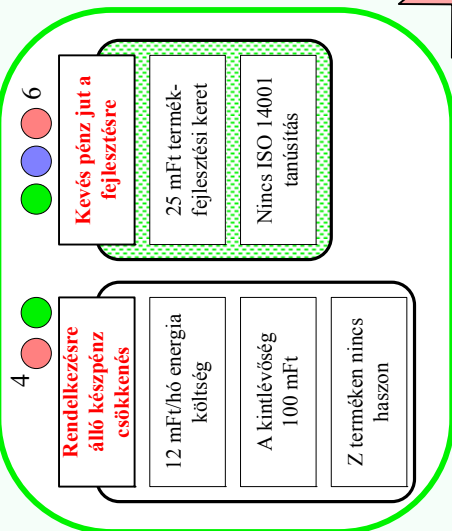 4
Rendelkezésre
álló készpénz
csökkenés
12 mFt/hó energia
költség
A kintlévőség
100 mFt
Z terméken nincs
haszon
6
Kevés pénz jut a
fejlesztésre
25 mFt termék-
fejlesztési keret
Nincs ISO 14001
tanúsítás